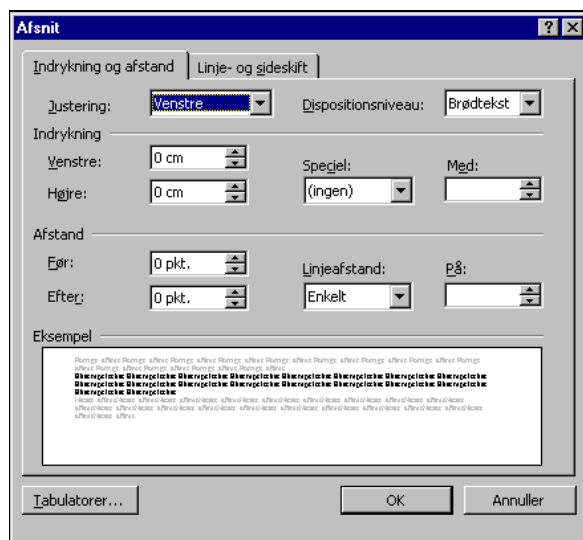 Afsnit
Indrykning og afstand Linje- og sideskift
Justering: Venstre Dispositionsniveau: Brødtekst
Indrykning
Venstre: 0 cm Speciel: Med:
Højre: 0 cm (ingen)
Afstand
Før: 0 pkt. Linjeafstand: På:
Efter: 0 pkt. Enkelt
Eksempel
Tabulatorer... OK Annuller